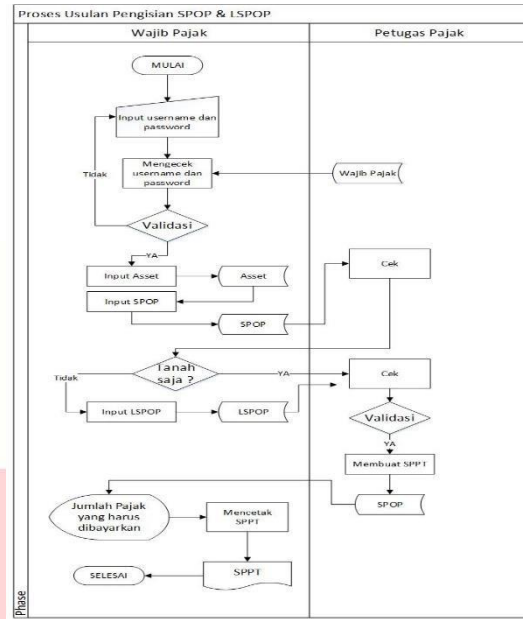 Proses Usulan Pengisian SPOP & LSPOP
Wajib Pajak
Petugas Pajak
MULAI
Input username dan
password
Mengecek
username dan
password
Tidak
Wajib Pajak
Validasi
YA
Input Asset
Asset
Cek
Input SPOP
SPOP
Tanah
saja ?
Tidak
YA
Cek
Input LSPOP
LSPOP
Validasi
YA
Membuat SPPT
SPOP
Jumlah Pajak
yang harus
dibayarkan
Mencetak
SPPT
SELESAI
SPPT
Phase